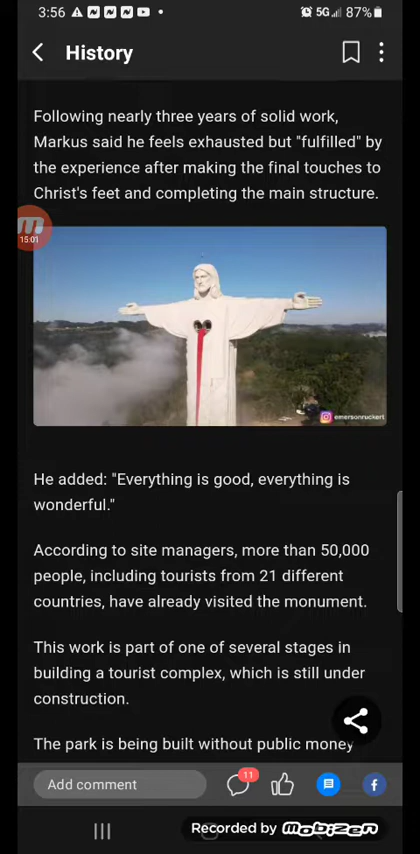 3:56
5G 87%
History
Following nearly three years of solid work,
Markus said he feels exhausted but "fulfilled" by
the experience after making the final touches to
Christ's feet and completing the main structure.
15:01
emersonruckert
He added: "Everything is good, everything is
wonderful."
According to site managers, more than 50,000
people, including tourists from 21 different
countries, have already visited the monument.
This work is part of one of several stages in
building a tourist complex, which is still under
construction.
The park is being built without public money
Add comment
11
Recorded by mobizen